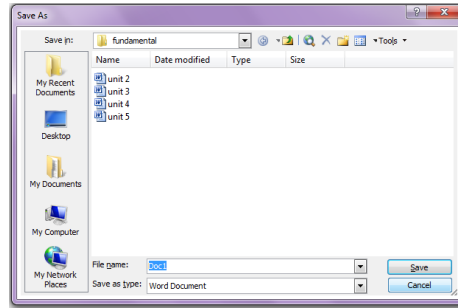 Save As
Save in:
fundamental
Tools
Name Date modified Type Size
unit 2
unit 3
unit 4
unit 5
My Recent
Documents
Desktop
My Documents
My Computer
My Network
Places
File name: Doc1
Save
Save as type: Word Document
Cancel